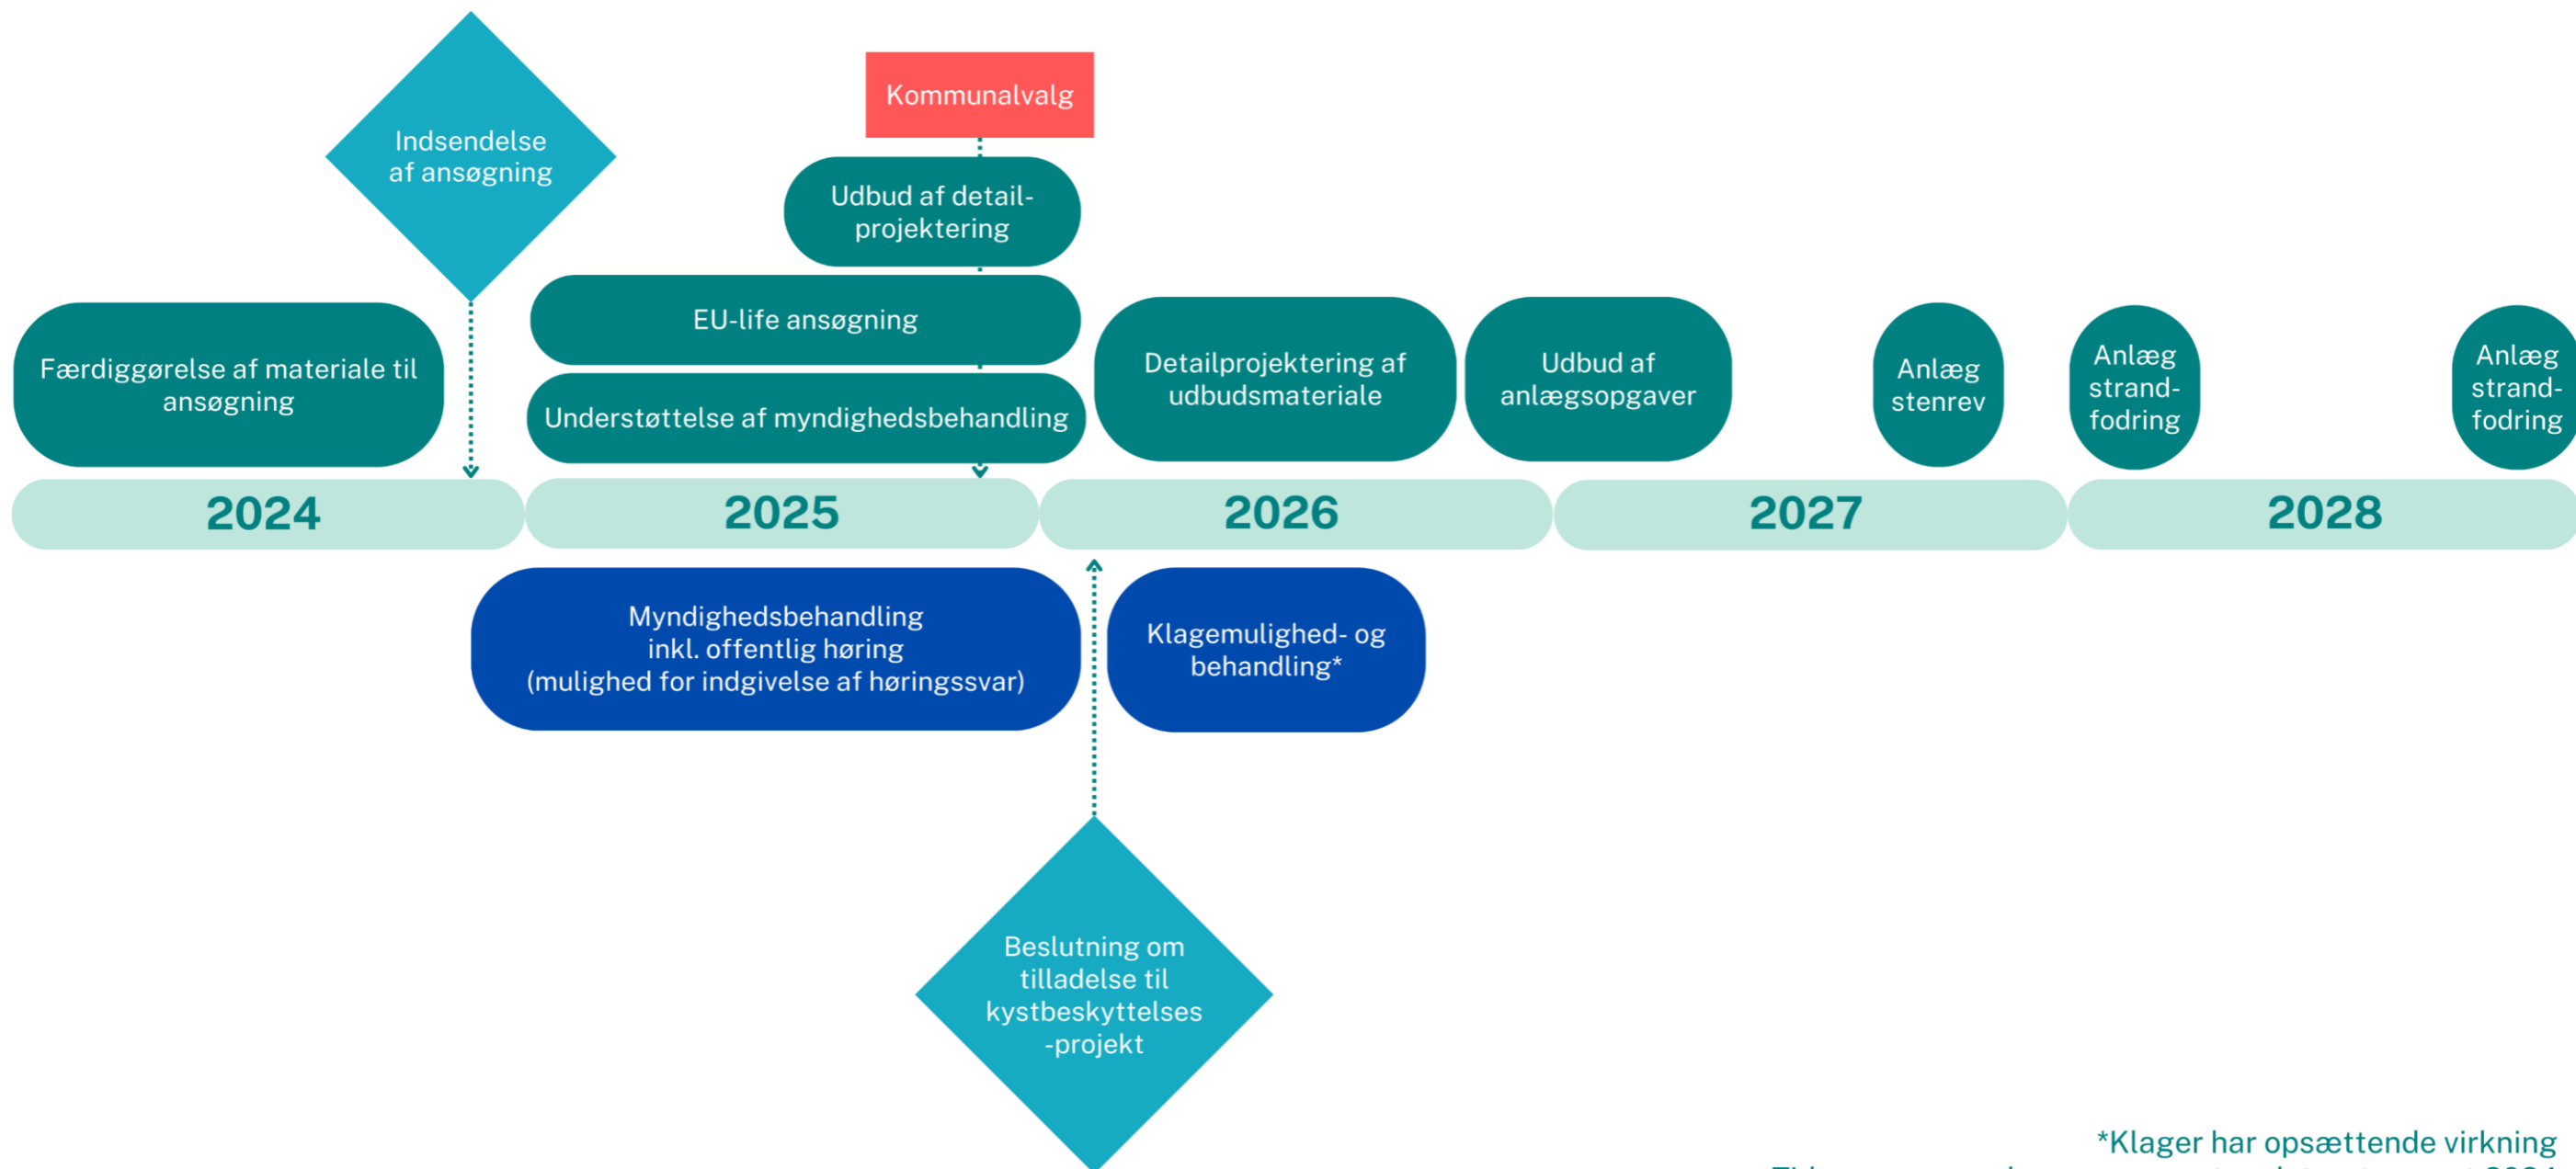 Indsendelse
af ansøgning
Kommunalvalg
Udbud af detail-
projektering
EU-life ansøgning
Understøttelse af myndighedsbehandling
Færdiggørelse af materiale til
ansøgning
Detailprojektering af
udbudsmateriale
Udbud af
anlægsopgaver
Anlæg
stenrev
Anlæg
strand-
fodring
Anlæg
strand-
fodring
2024
2025
2026
2027
2028
Myndighedsbehandling
inkl. offentlig høring
(mulighed for indgivelse af høringssvar)
Klagemulighed- og
behandling*
Beslutning om
tilladelse til
kystbeskyttelses
-projekt
*Klager har opsættende virkning